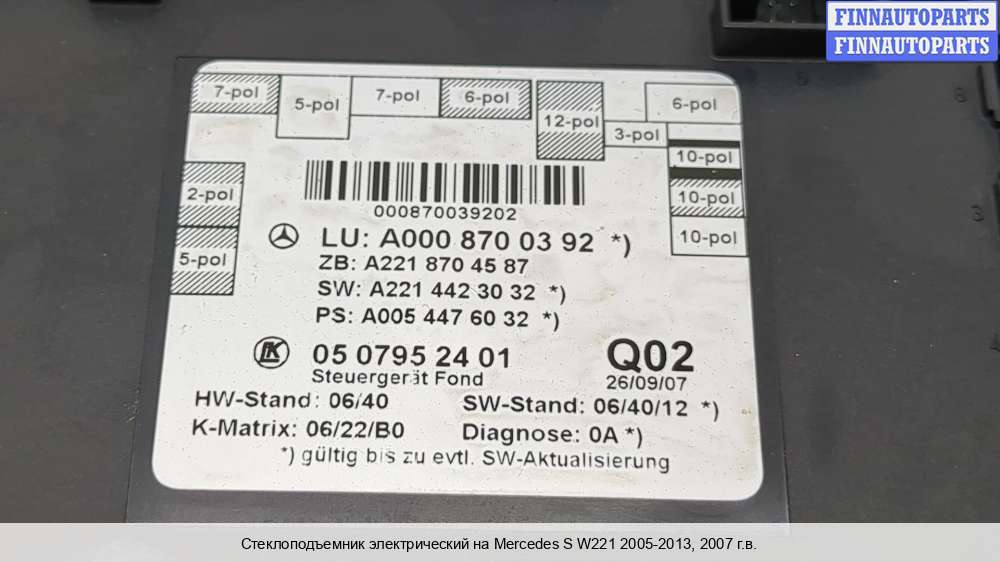 FINNAUTOPARTS
FINNAUTOPARTS
7-pol
5-pol
7-pol
6-pol
12-pol
6-pol
3-pol
10-pol
10-pol
10-pol
2-pol
5-pol
000870039202
LU: A000 870 03 92 *)
ZB: A221 870 45 87
SW: A221 442 30 32 *)
PS: A005 447 60 32 *)
LK 05 0795 24 01 Q02
Steuergerät Fond 26/09/07
HW-Stand: 06/40 SW-Stand: 06/40/12 *)
K-Matrix: 06/22/B0 Diagnose: 0A *)
*) gültig bis zu evtl. SW-Aktualisierung
5
8
3
Стеклоподъемник электрический на Mercedes S W221 2005-2013, 2007 г.в.